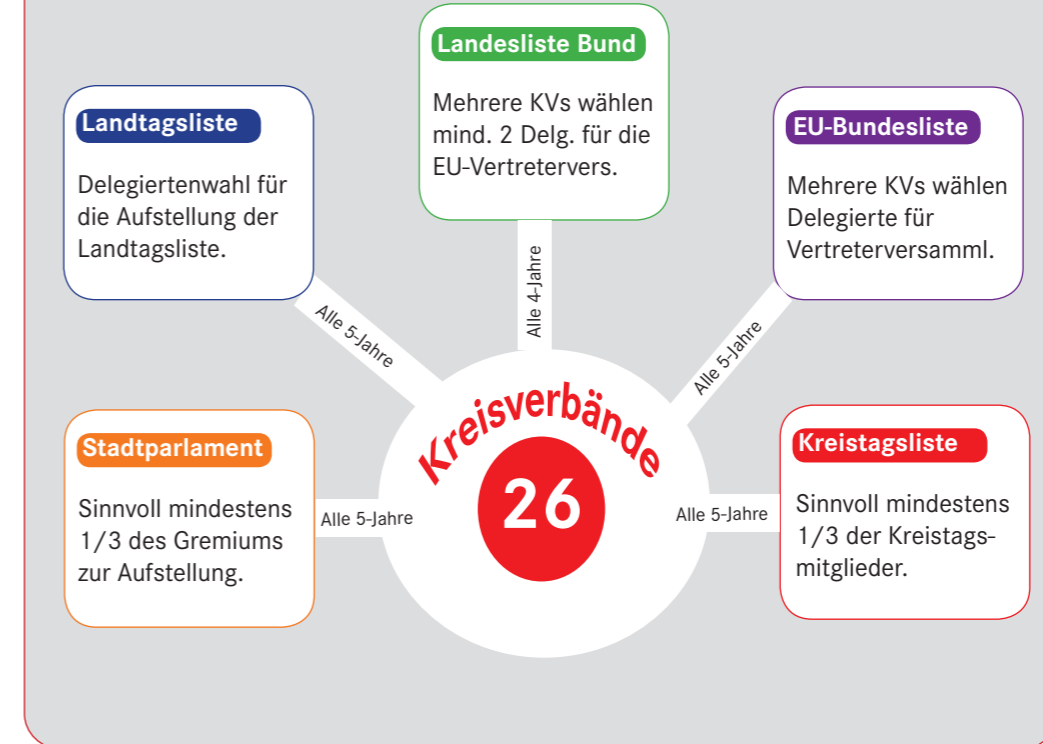 Landesliste Bund
Mehrere KVs wählen
mind. 2 Delg. für die
EU-Vertretervers.
Landtagsliste
Delegiertenwahl für
die Aufstellung der
Landtagsliste.
EU-Bundesliste
Mehrere KVs wählen
Delegierte für
Vertreterversamml.
Alle 5-Jahre
Alle 4-Jahre
Alle 5-Jahre
Kreisverbände
26
Stadtparlament
Sinnvoll mindestens
1/3 des Gremiums
zur Aufstellung.
Alle 5-Jahre
Alle 5-Jahre
Kreistagsliste
Sinnvoll mindestens
1/3 der Kreistags-
mitglieder.